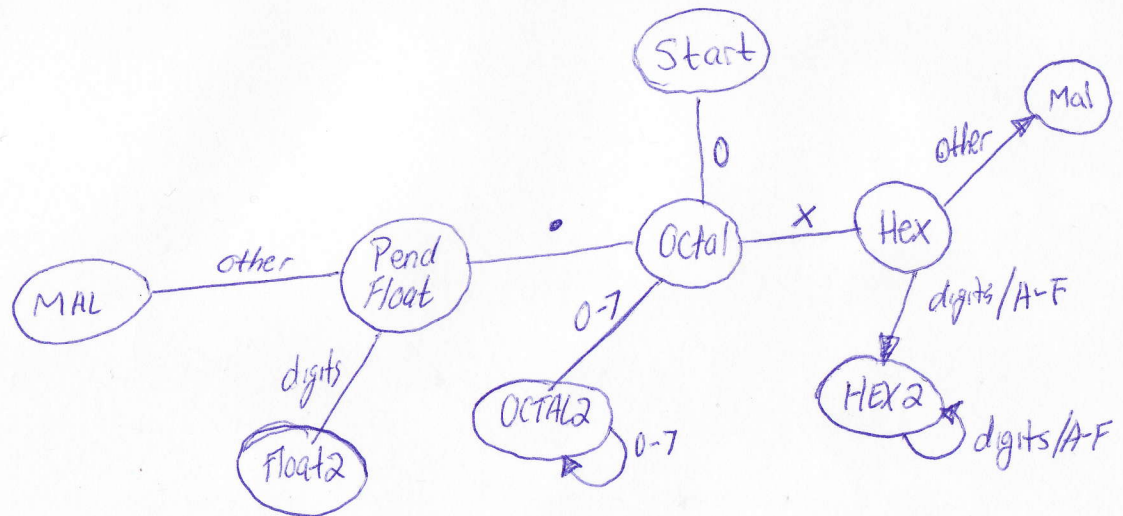 Start
Mal
0
other
X
Hex
Octal
.
Pend
Float
other
MAL
0-7
digits/A-F
digits
OCTAL2
HEX2
0-7
digits/A-F
Float2